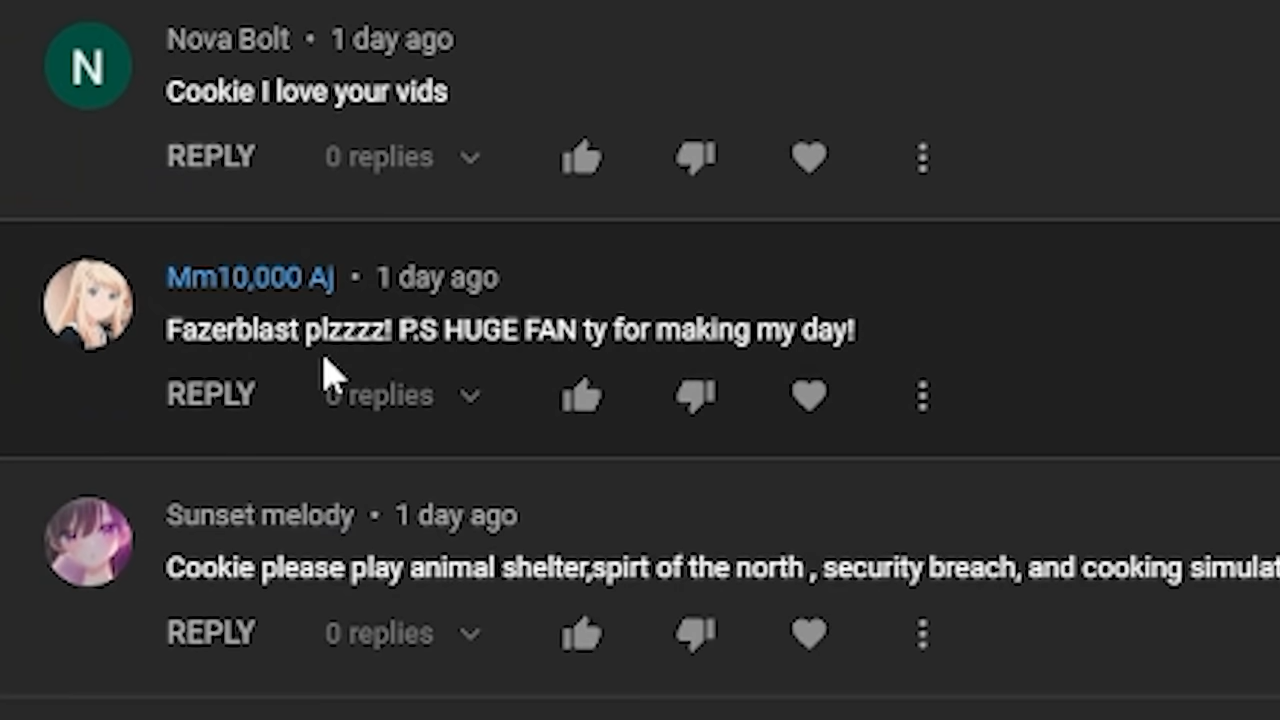 N
Nova Bolt • 1 day ago
Cookie I love your vids
REPLY 0 replies
Mm10,000 Aj • 1 day ago
Fazerblast plzzzz! P.S HUGE FAN ty for making my day!
REPLY 0 replies
Sunset melody • 1 day ago
Cookie please play animal shelter,spirt of the north , security breach, and cooking simulat
REPLY 0 replies